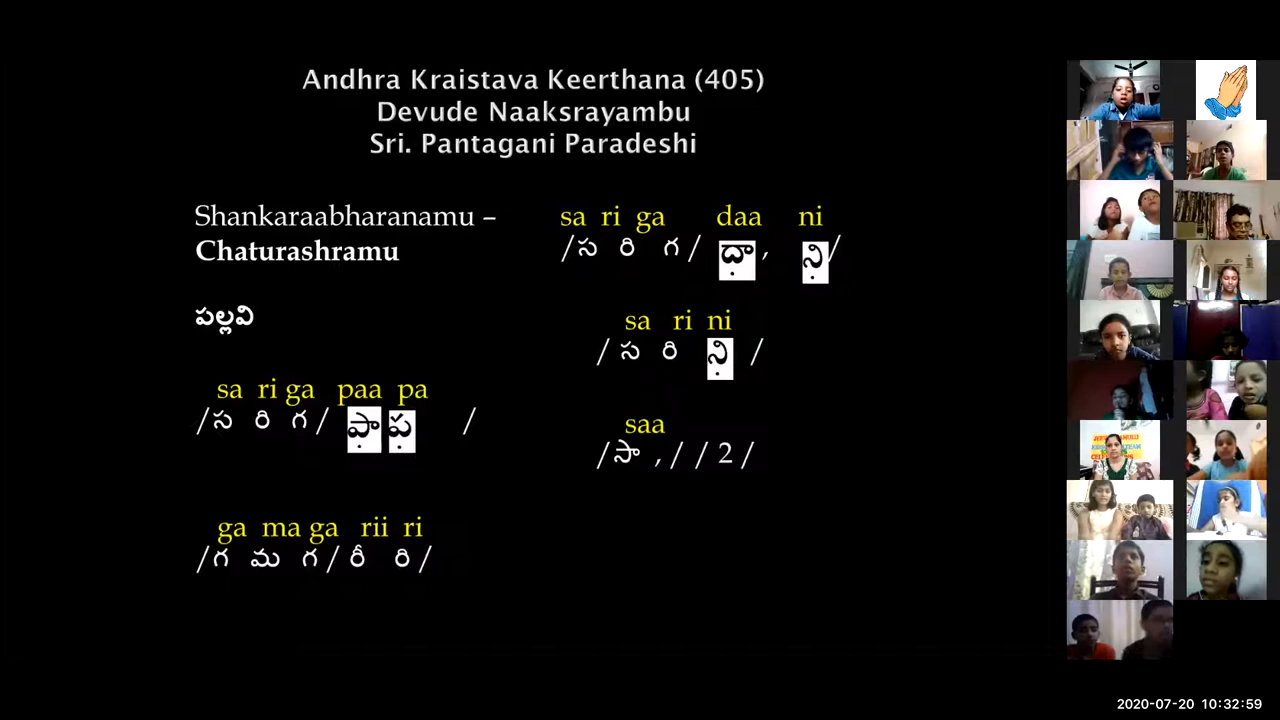 Andhra Kraistava Keerthana (405)
Devude Naaksrayambu
Sri. Pantagani Paradeshi
Shankaraabharanamu –
Chaturashramu
పల్లవి
sa ri ga paa pa
/స రి గ/ పా ప /
ga ma ga rii ri
/గ మ గ/ రీ రి/
sa ri ga daa ni
/స రి గ/ దా , ని/
sa ri ni
/ స రి ని /
saa
/సా ,/ / 2 /
2020-07-20 10:32:59